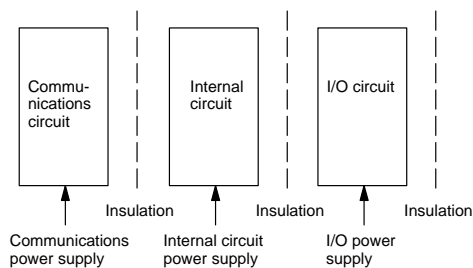 Commu-
nications
circuit
Internal
circuit
I/O circuit
Insulation
Insulation
Insulation
Communications
power supply
Internal circuit
power supply
I/O power
supply